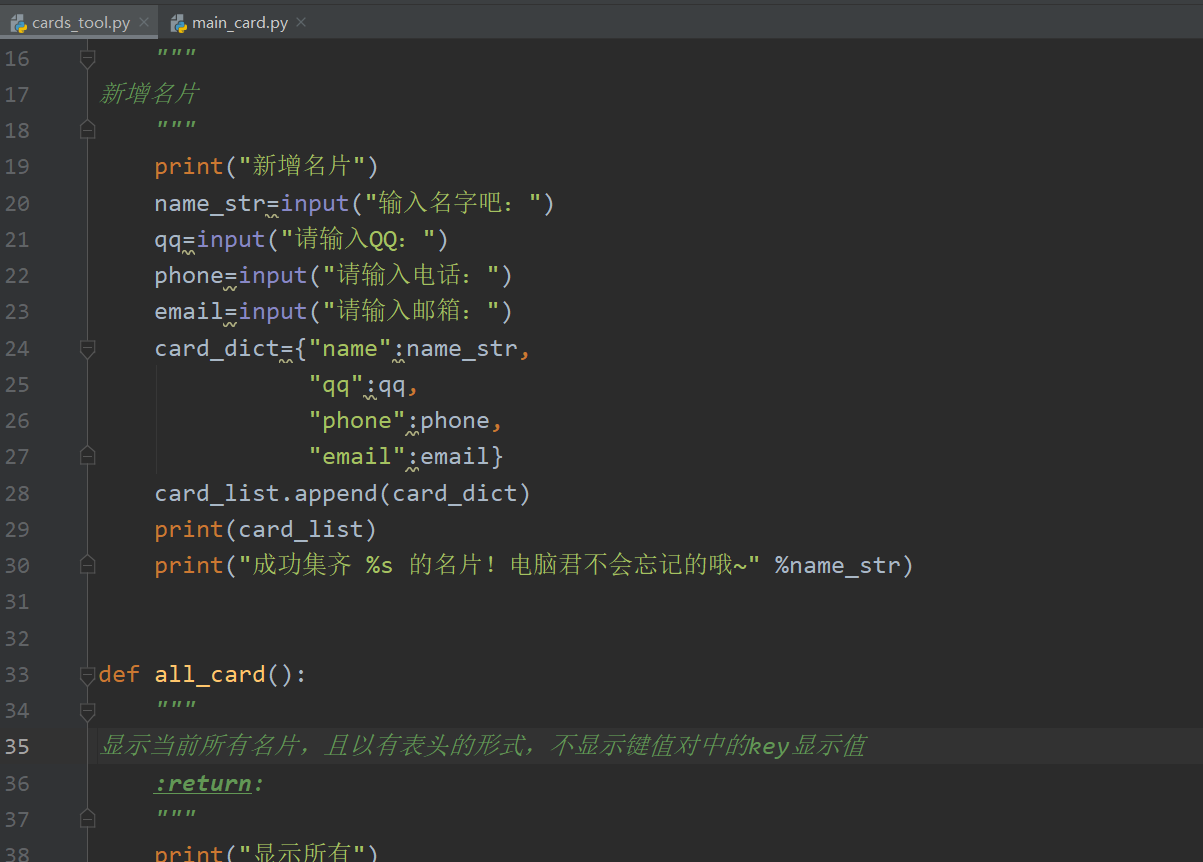 cards_tool.py main_card.py
16 """
17 新增名片
18 """
19 print("新增名片")
20 name_str=input("输入名字吧：")
21 qq=input("请输入QQ：")
22 phone=input("请输入电话：")
23 email=input("请输入邮箱：")
24 card_dict={"name":name_str,
25 "qq":qq,
26 "phone":phone,
27 "email":email}
28 card_list.append(card_dict)
29 print(card_list)
30 print("成功集齐 %s 的名片！电脑君不会忘记的哦~" %name_str)
31
32
33 def all_card():
34 """
35 显示当前所有名片，且以有表头的形式，不显示键值对中的key显示值
36 :return:
37 """
38 print("显示所有")